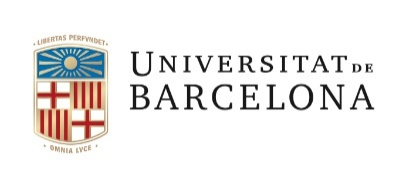 · LIBERTAS PERFVNDET ·
· OMNIA LVCE ·
UNIVERSITAT DE
BARCELONA